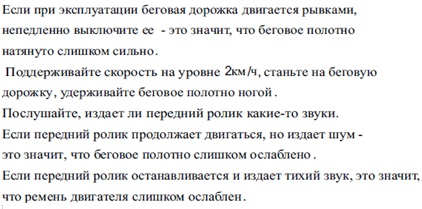 Если при эксплуатации беговая дорожка двигается рывками,
непедленно выключите ее - это значит, что беговое полотно
натянуто слишком сильно.
Поддерживайте скорость на уровне 2км/ч, станьте на беговую
дорожку, удерживайте беговое полотно ногой.
Послушайте, издает ли передний ролик какие-то звуки.
Если передний ролик продолжает двигаться, но издает шум -
это значит, что беговое полотно слишком ослаблено.
Если передний ролик останавливается и издает тихий звук, это значит,
что ремень двигателя слишком ослаблен.